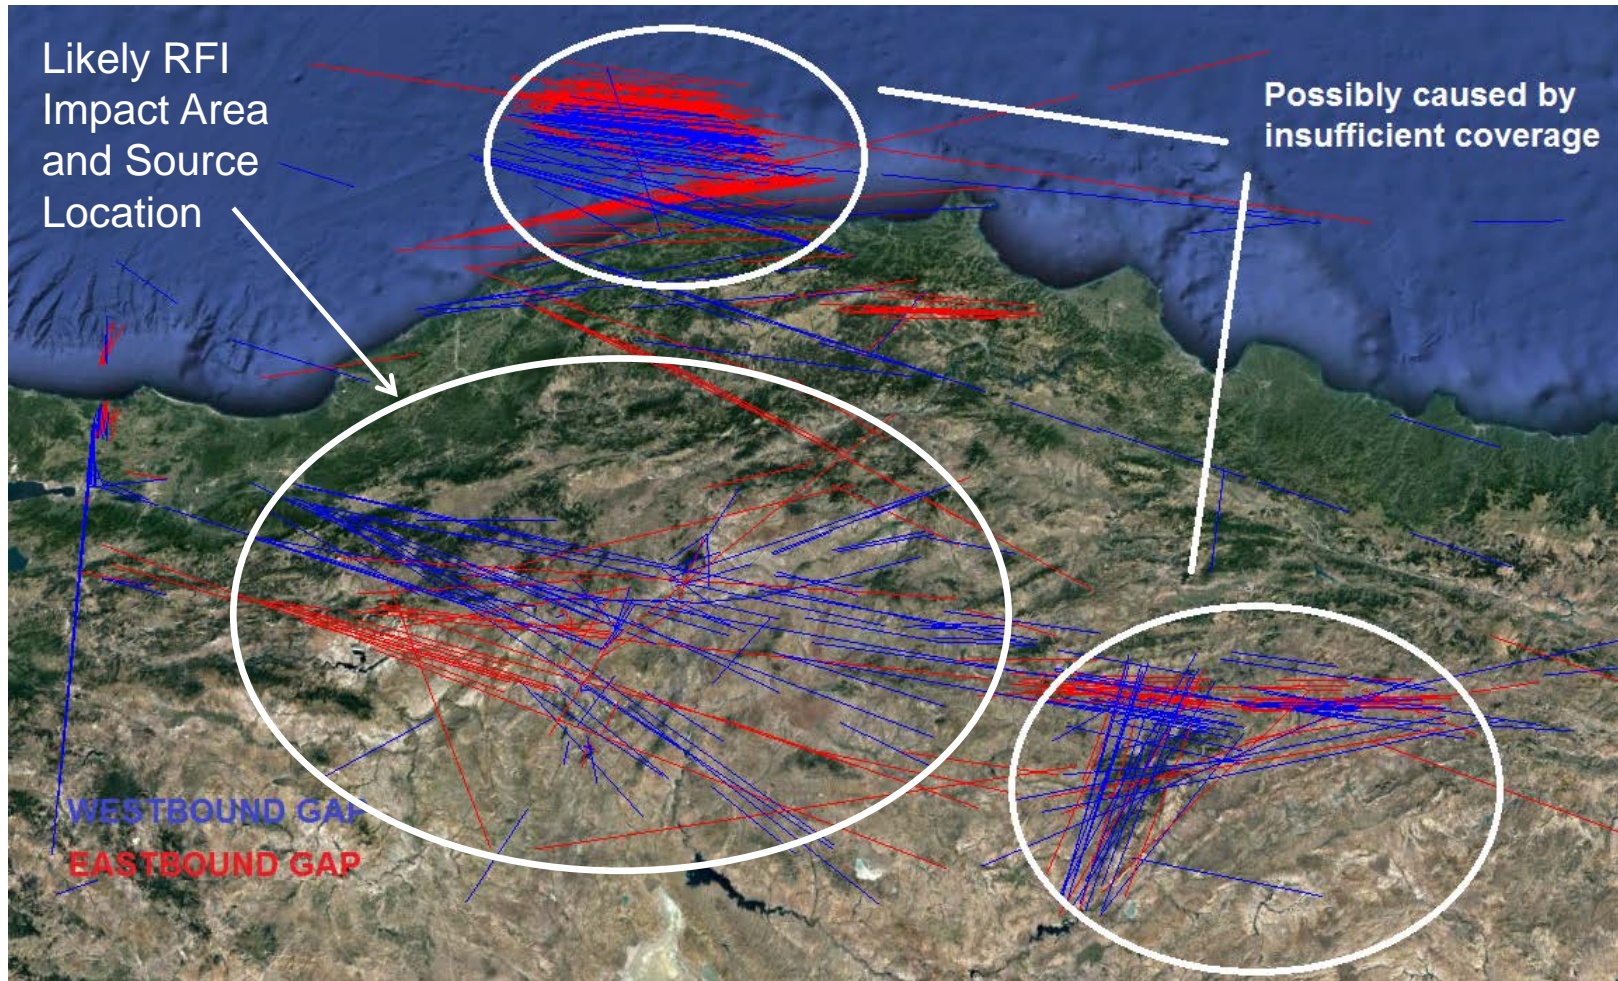 Likely RFI
Impact Area
and Source
Location
Possibly caused by
insufficient coverage
WESTBOUND GAP
EASTBOUND GAP